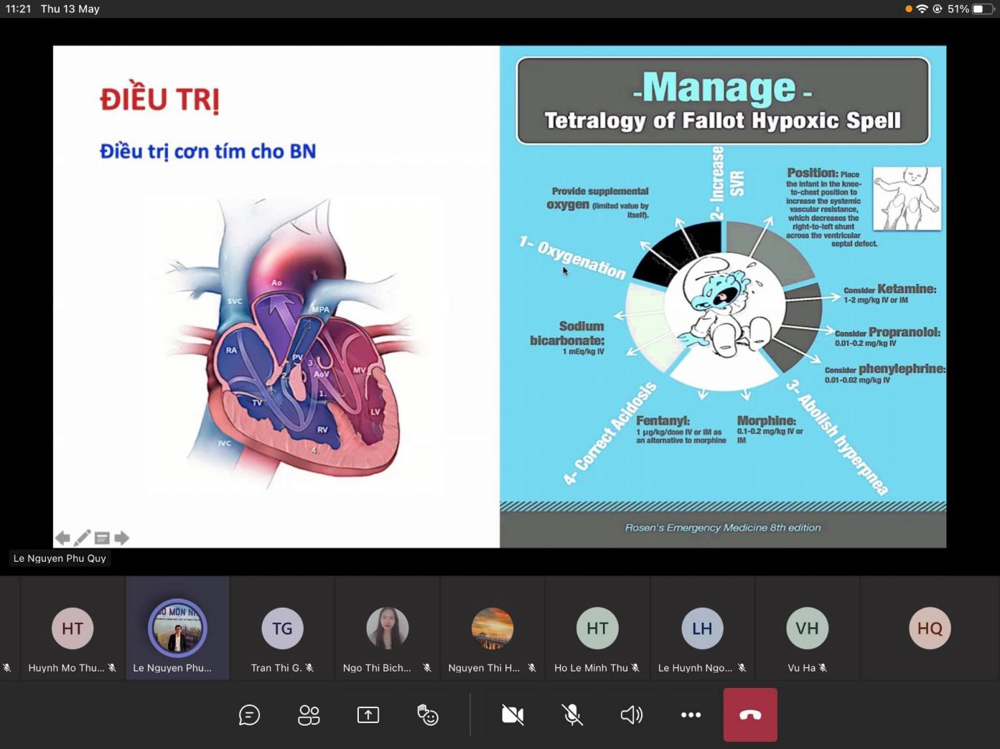 11:21 Thu 13 May
51%
ĐIỀU TRỊ
Điều trị cơn tím cho BN
Ao
SVC
MPA
RA
PV
3.
2.
AoV
MV
1.
TV
LV
RV
IVC
4.
-Manage-
Tetralogy of Fallot Hypoxic Spell
2- Increase
SVR
Provide supplemental
oxygen (limited value by
itself).
1- Oxygenation
Position: Place
the infant in the knee-
to-chest position to
increase the systemic
vascular resistance,
which decreases the
right-to-left shunt
across the ventricular
septal defect.
Consider Ketamine:
1-2 mg/kg IV or IM
Consider Propranolol:
0.01-0.2 mg/kg IV
Consider phenylephrine:
0.01-0.02 mg/kg IV
Sodium
bicarbonate:
1 mEq/kg IV
3- Abolish hyperpnea
4- Correct Acidosis
Fentanyl:
1 µg/kg/dose IV or IM as
an alternative to morphine
Morphine:
0.1-0.2 mg/kg IV or
IM
Rosen's Emergency Medicine 8th edition
Le Nguyen Phu Quy
HT
BỘ MÔN NH
TG
HT
LH
VH
HQ
Huynh Mo Thu...
Le Nguyen Phu...
Tran Thi G.
Ngo Thi Bich...
Nguyen Thi H...
Ho Le Minh Thu
Le Huynh Ngo...
Vu Ha